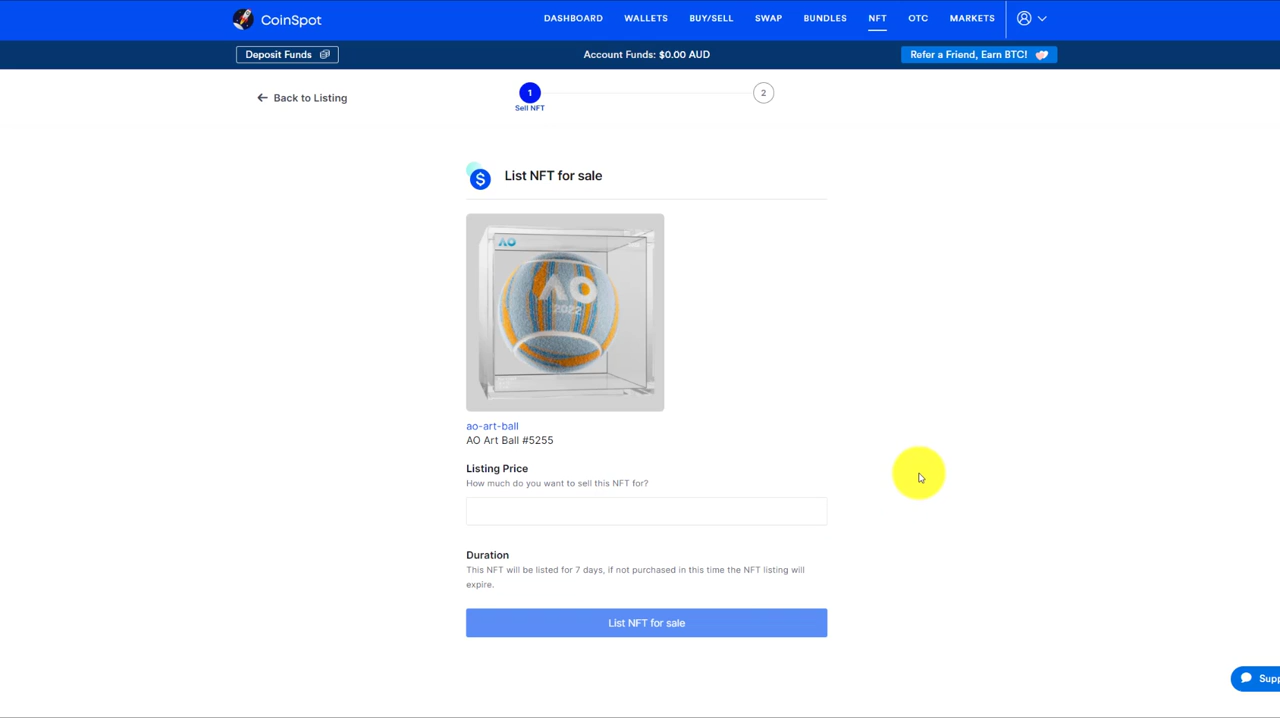 CoinSpot
DASHBOARD WALLETS BUY/SELL SWAP BUNDLES NFT OTC MARKETS
Deposit Funds Account Funds: $0.00 AUD Refer a Friend, Earn BTC!
Back to Listing 1 2
Sell NFT
$ List NFT for sale
AO
AO
2022
ao-art-ball
AO Art Ball #5255
Listing Price
How much do you want to sell this NFT for?
Duration
This NFT will be listed for 7 days, if not purchased in this time the NFT listing will
expire.
List NFT for sale
Supp